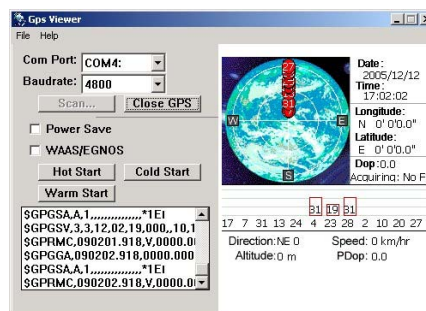 Gps Viewer
File Help
Com Port: COM4:
Baudrate: 4800
Scan... Close GPS
Power Save
WAAS/EGNOS
Hot Start Cold Start
Warm Start
$GPGSA,A,1,,,,,,,,,,,,,,,*1E
$GPGSV,3,3,12,02,19,000,,10,1
$GPRMC,090201.918,V,0000.0
$GPGGA,090202.918,0000.000
$GPGSA,A,1,,,,,,,,,,,,,,,*1E
$GPRMC,090202.918,V,0000.0
27
31
W E
S
Date:
2005/12/12
Time:
17:02:02
Longitude:
N 0' 0'0.0"
Latitude:
E 0' 0'0.0"
Dop:0.0
Acquiring: No F
31 19 31
17 7 31 13 24 4 23 28 2 10 20 27
Direction:NE 0 Speed: 0 km/hr
Altitude:0 m PDop: 0.0